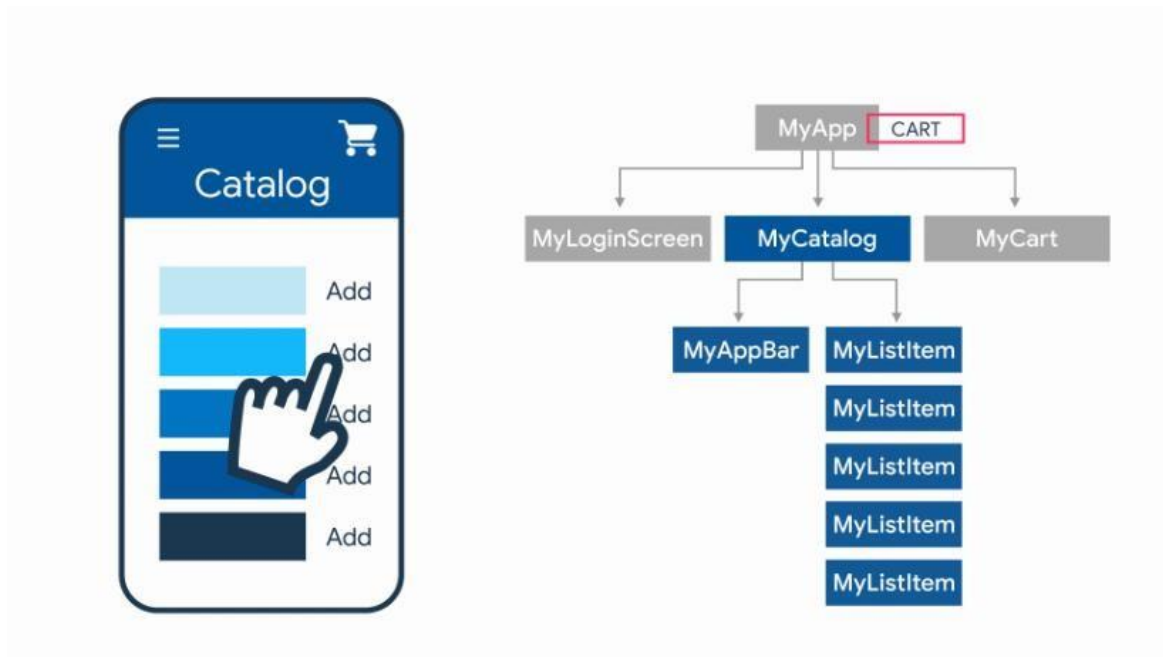 Catalog
Add
Add
Add
Add
Add
MyApp CART
MyLoginScreen MyCatalog MyCart
MyAppBar MyListItem
MyListItem
MyListItem
MyListItem
MyListItem